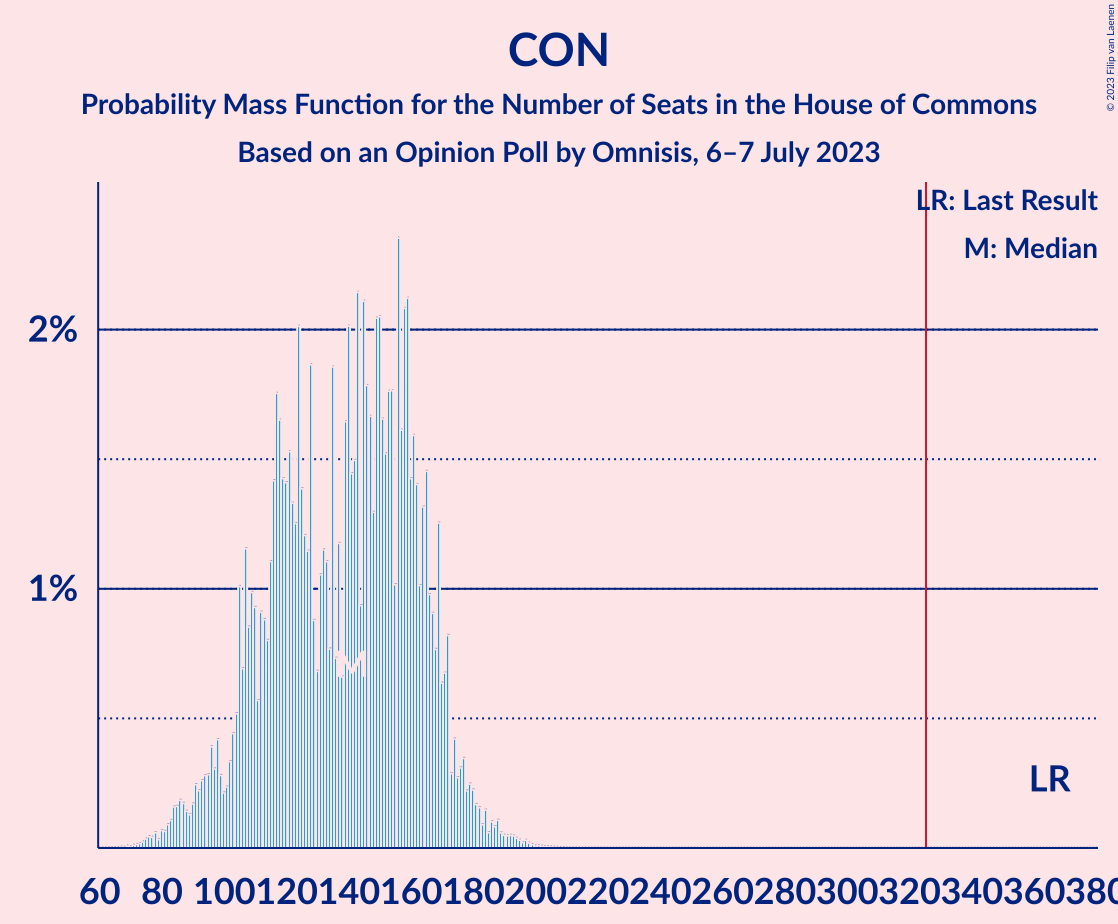 CON
Probability Mass Function for the Number of Seats in the House of Commons
Based on an Opinion Poll by Omnisis, 6–7 July 2023
© 2023 Filip van Laenen
LR: Last Result
M: Median
2%
1%
M
LR
60 80 100 120 140 160 180 200 220 240 260 280 300 320 340 360 380